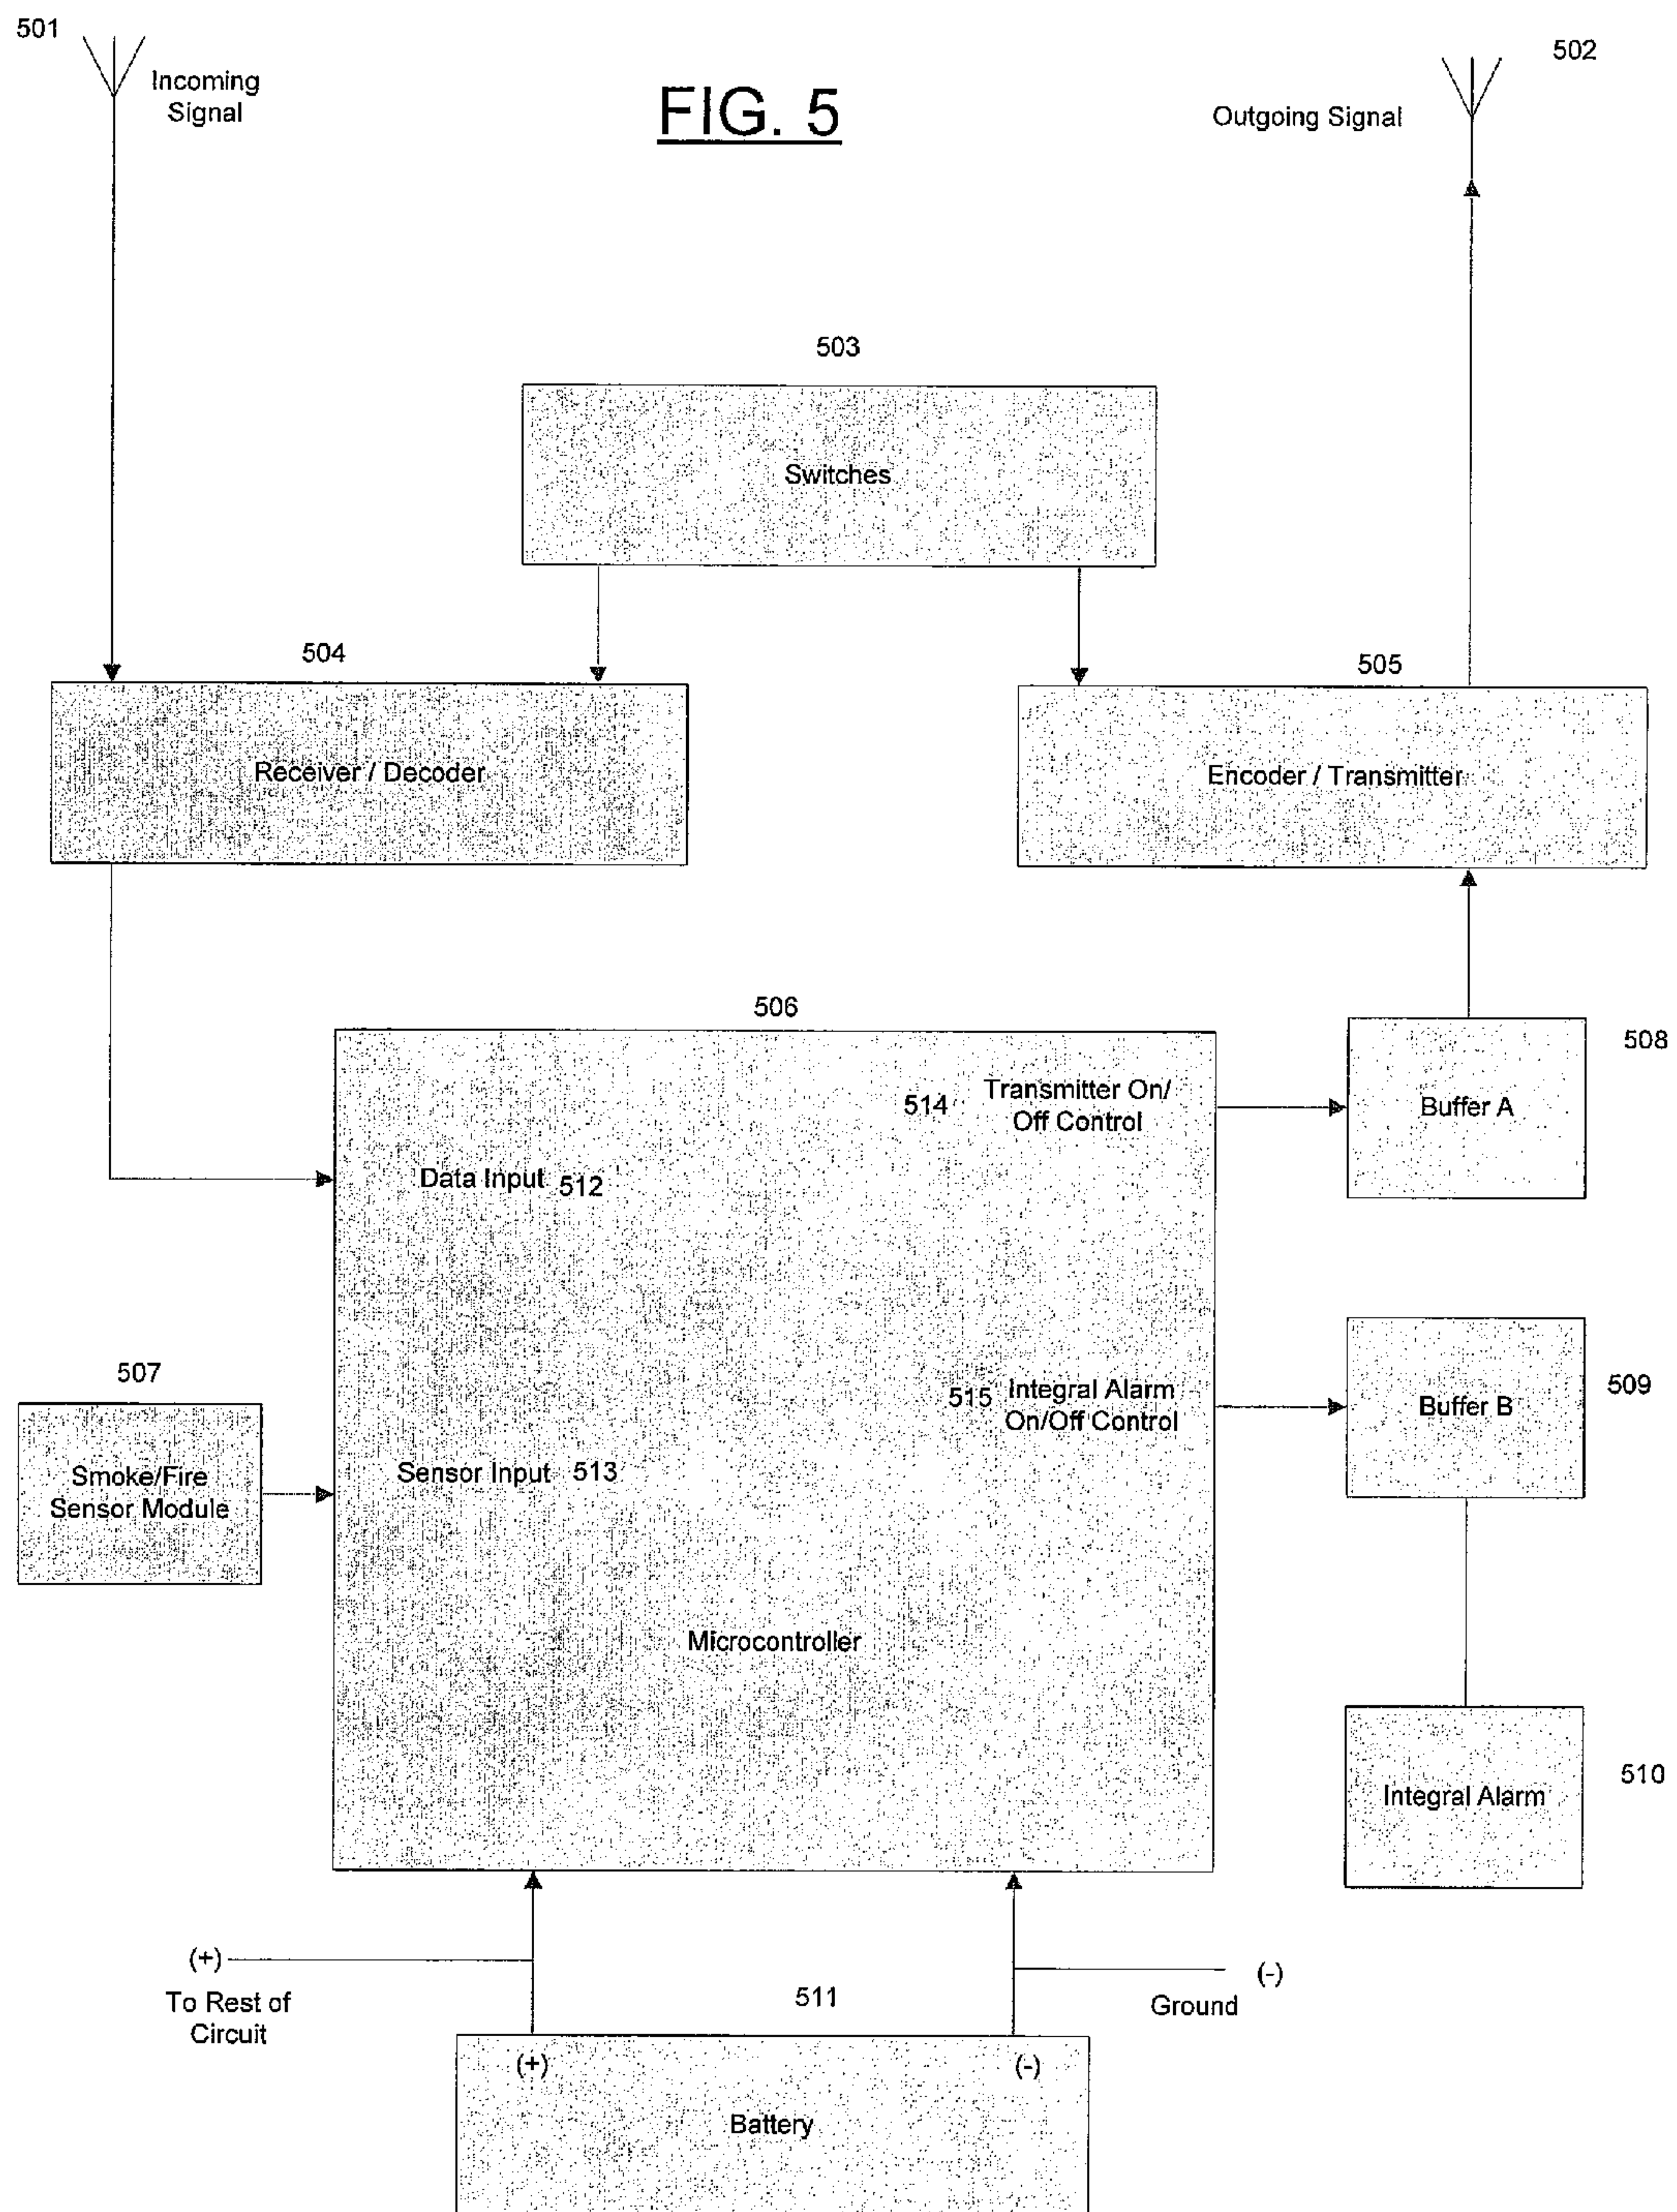 501
Incoming
Signal
FIG. 5
502
Outgoing Signal
503
Switches
504
Receiver / Decoder
505
Encoder / Transmitter
506
514
Transmitter On/
Off Control
508
Buffer A
Data Input
512
507
Smoke/Fire
Sensor Module
Sensor Input
513
515
Integral Alarm
On/Off Control
509
Buffer B
Microcontroller
510
Integral Alarm
(+)
To Rest of
Circuit
511
(-)
Ground
(+)
(-)
Battery